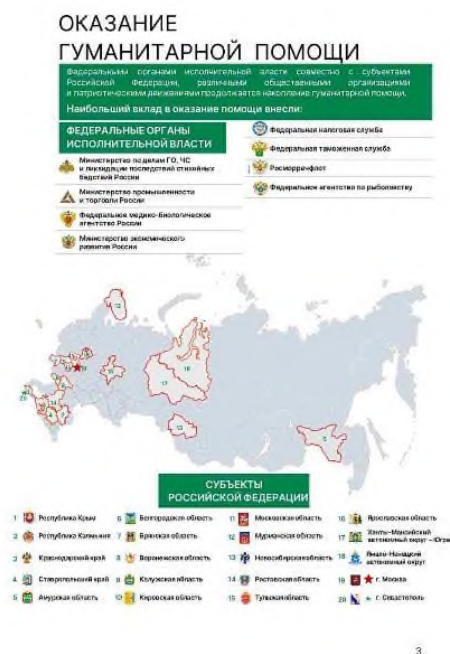 ОКАЗАНИЕ
ГУМАНИТАРНОЙ ПОМОЩИ
Федеральными органами исполнительной власти совместно с субъектами
Российской Федерации, различными общественными организациями
и патриотическими движениями продолжается накопление гуманитарной помощи.
Наибольший вклад в оказание помощи внесли:
ФЕДЕРАЛЬНЫЕ ОРГАНЫ
ИСПОЛНИТЕЛЬНОЙ ВЛАСТИ
Министерство по делам ГО, ЧС
и ликвидации последствий стихийных
бедствий России
Министерство промышленности
и торговли России
Федеральное медико-биологическое
агентство России
Министерство экономического
развития России
Федеральная налоговая служба
Федеральная таможенная служба
Росморречфлот
Федеральное агентство по рыболовству
12
18
17
13
5
СУБЪЕКТЫ
РОССИЙСКОЙ ФЕДЕРАЦИИ
1 Республика Крым
2 Республика Калмыкия
3 Краснодарский край
4 Ставропольский край
5 Амурская область
6 Белгородская область
7 Брянская область
8 Воронежская область
9 Калужская область
10 Кировская область
11 Московская область
12 Мурманская область
13 Новосибирская область
14 Ростовская область
15 Тульская область
16 Ярославская область
17 Ханты-Мансийский
автономный округ – Югра
18 Ямало-Ненецкий
автономный округ
19 г. Москва
20 г. Севастополь
3